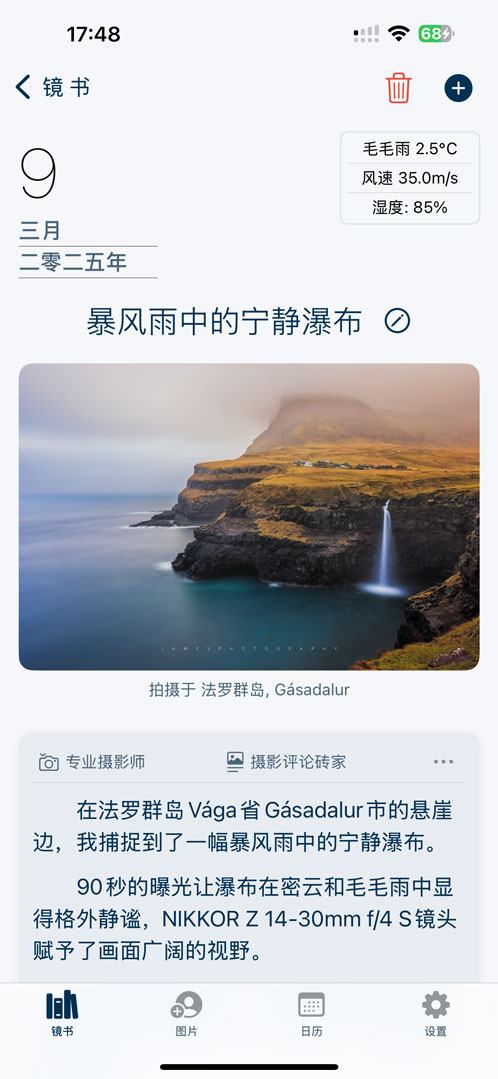 17:48
68
镜 书
9
三月
二零二五年
毛毛雨 2.5°C
风速 35.0m/s
湿度: 85%
暴风雨中的宁静瀑布
JAMESPHOTOGRAPHY
拍摄于 法罗群岛, Gásadalur
专业摄影师
摄影评论砖家
在法罗群岛 Vága 省 Gásadalur 市的悬崖
边，我捕捉到了一幅暴风雨中的宁静瀑布。
90 秒的曝光让瀑布在密云和毛毛雨中显
得格外静谧，NIKKOR Z 14-30mm f/4 S 镜头
赋予了画面广阔的视野。
镜书
图片
日历
设置